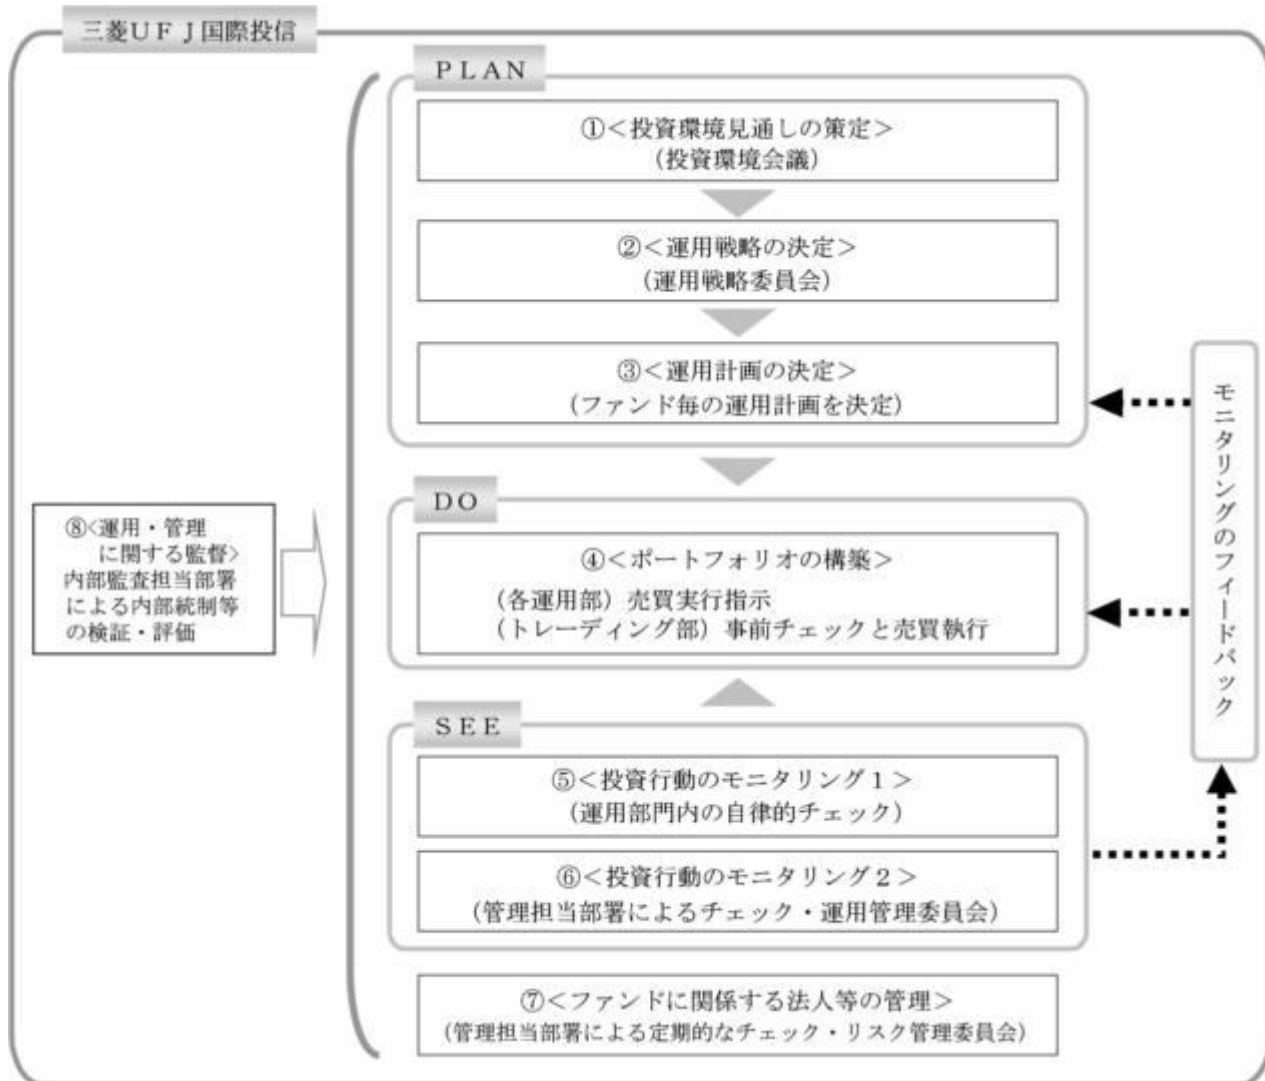 三菱UFJ国際投信
PLAN
①＜投資環境見通しの策定＞
（投資環境会議）
②＜運用戦略の決定＞
（運用戦略委員会）
③＜運用計画の決定＞
（ファンド毎の運用計画を決定）
DO
④＜ポートフォリオの構築＞
（各運用部）売買実行指示
（トレーディング部）事前チェックと売買執行
SEE
⑤＜投資行動のモニタリング１＞
（運用部門内の自律的チェック）
⑥＜投資行動のモニタリング２＞
（管理担当部署によるチェック・運用管理委員会）
⑦＜ファンドに関係する法人等の管理＞
（管理担当部署による定期的なチェック・リスク管理委員会）
⑧<運用・管理
に関する監督>
内部監査担当部署
による内部統制等
の検証・評価
モニタリングのフィードバック